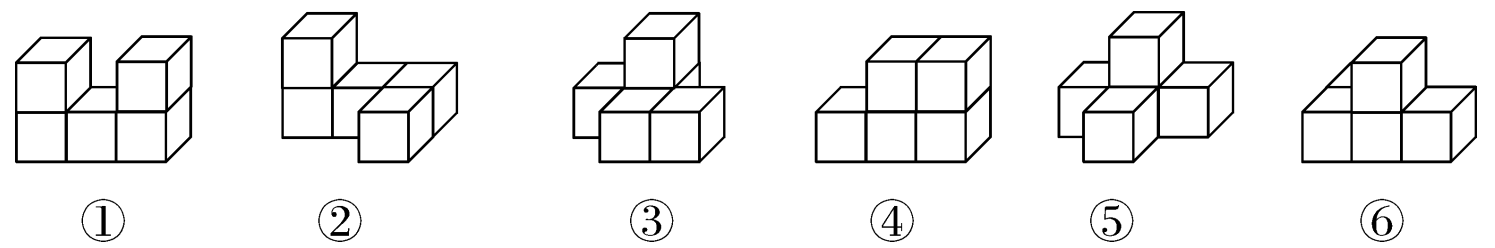 ① ② ③ ④ ⑤ ⑥